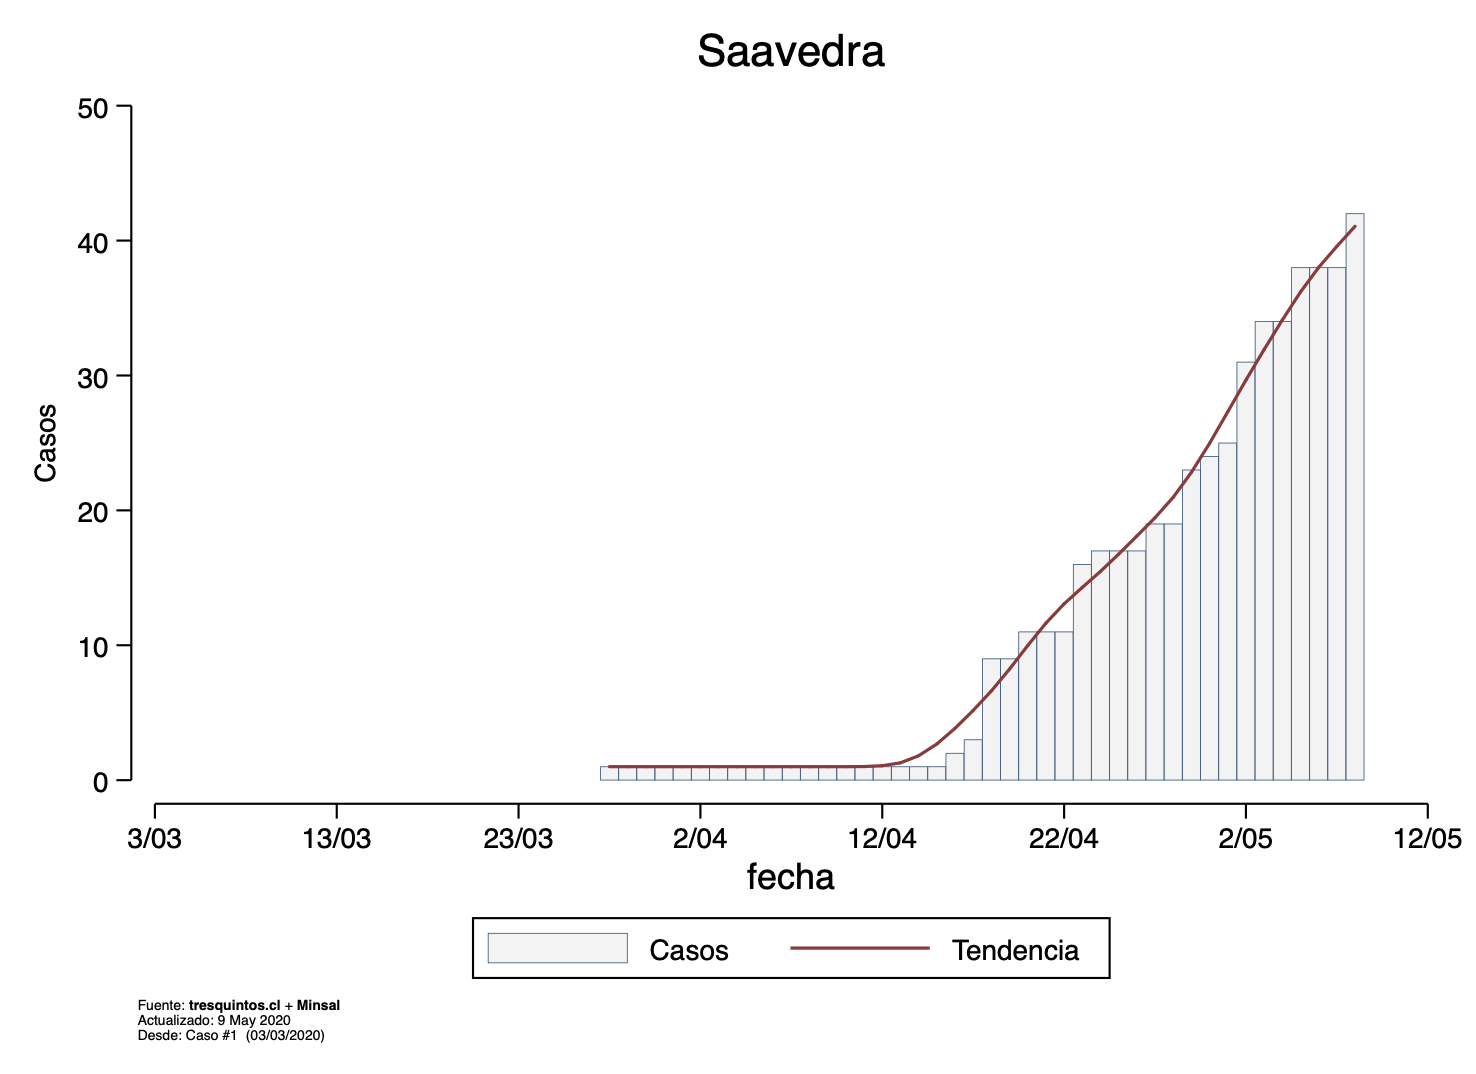 Saavedra
50
40
30
20
10
0
Casos
3/03 13/03 23/03 2/04 12/04 22/04 2/05 12/05
fecha
Casos Tendencia
Fuente: tresquintos.cl + Minsal
Actualizado: 9 May 2020
Desde: Caso #1 (03/03/2020)